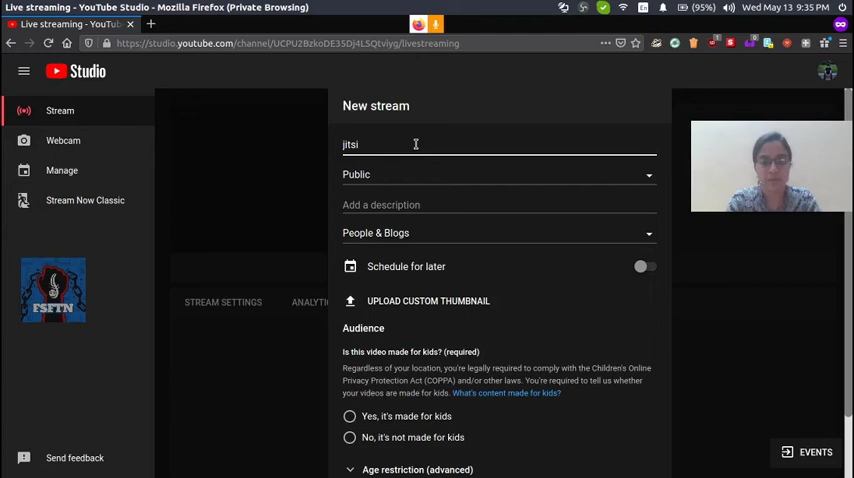 Live streaming - YouTube Studio - Mozilla Firefox (Private Browsing)
En
(95%)
Wed May 13 9:35 PM
Live streaming - YouTub
https://studio.youtube.com/channel/UCPU2BzkoDE35Dj4LSQtviyg/livestreaming
Studio
Stream
Webcam
Manage
Stream Now Classic
FSFTN
Send feedback
STREAM SETTINGS
ANALYTI
New stream
jitsi
Public
Add a description
People & Blogs
Schedule for later
UPLOAD CUSTOM THUMBNAIL
Audience
Is this video made for kids? (required)
Regardless of your location, you're legally required to comply with the Children's Online
Privacy Protection Act (COPPA) and/or other laws. You're required to tell us whether
your videos are made for kids. What's content made for kids?
Yes, it's made for kids
No, it's not made for kids
Age restriction (advanced)
EVENTS